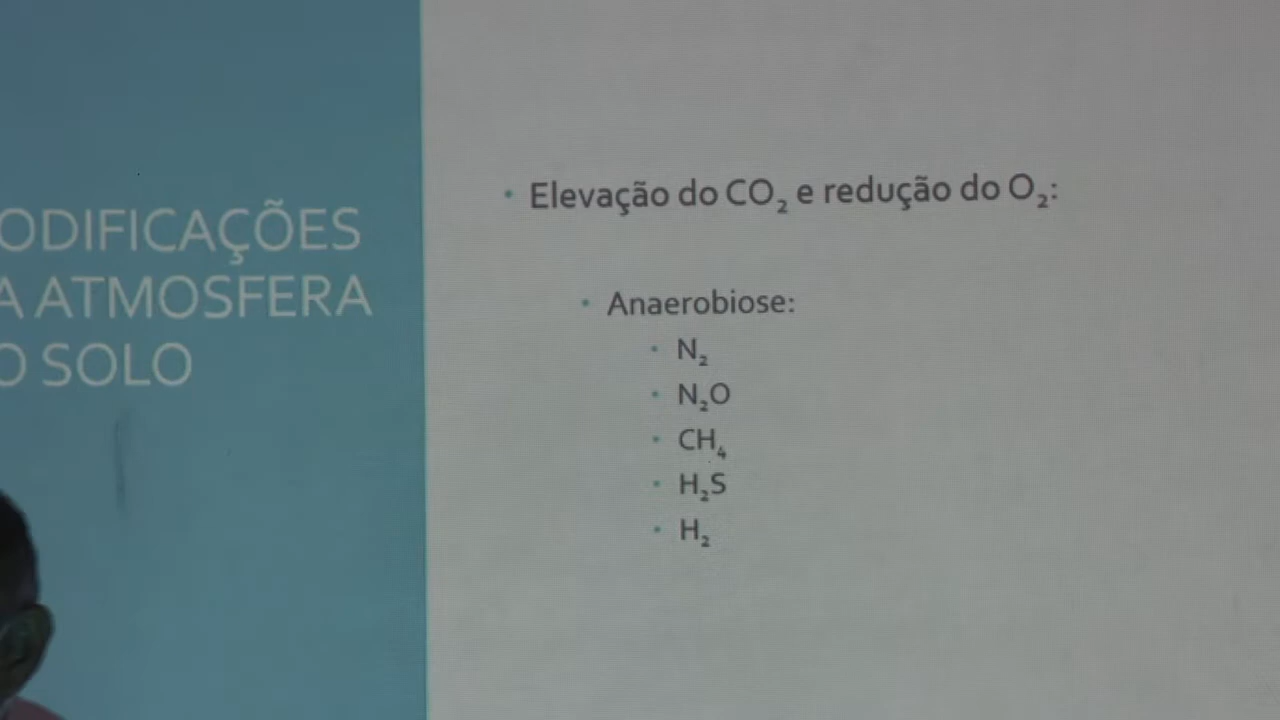 ODIFICAÇÕES
A ATMOSFERA
O SOLO
• Elevação do CO₂ e redução do O₂:
• Anaerobiose:
• N₂
• N₂O
• CH₄
• H₂S
• H₂